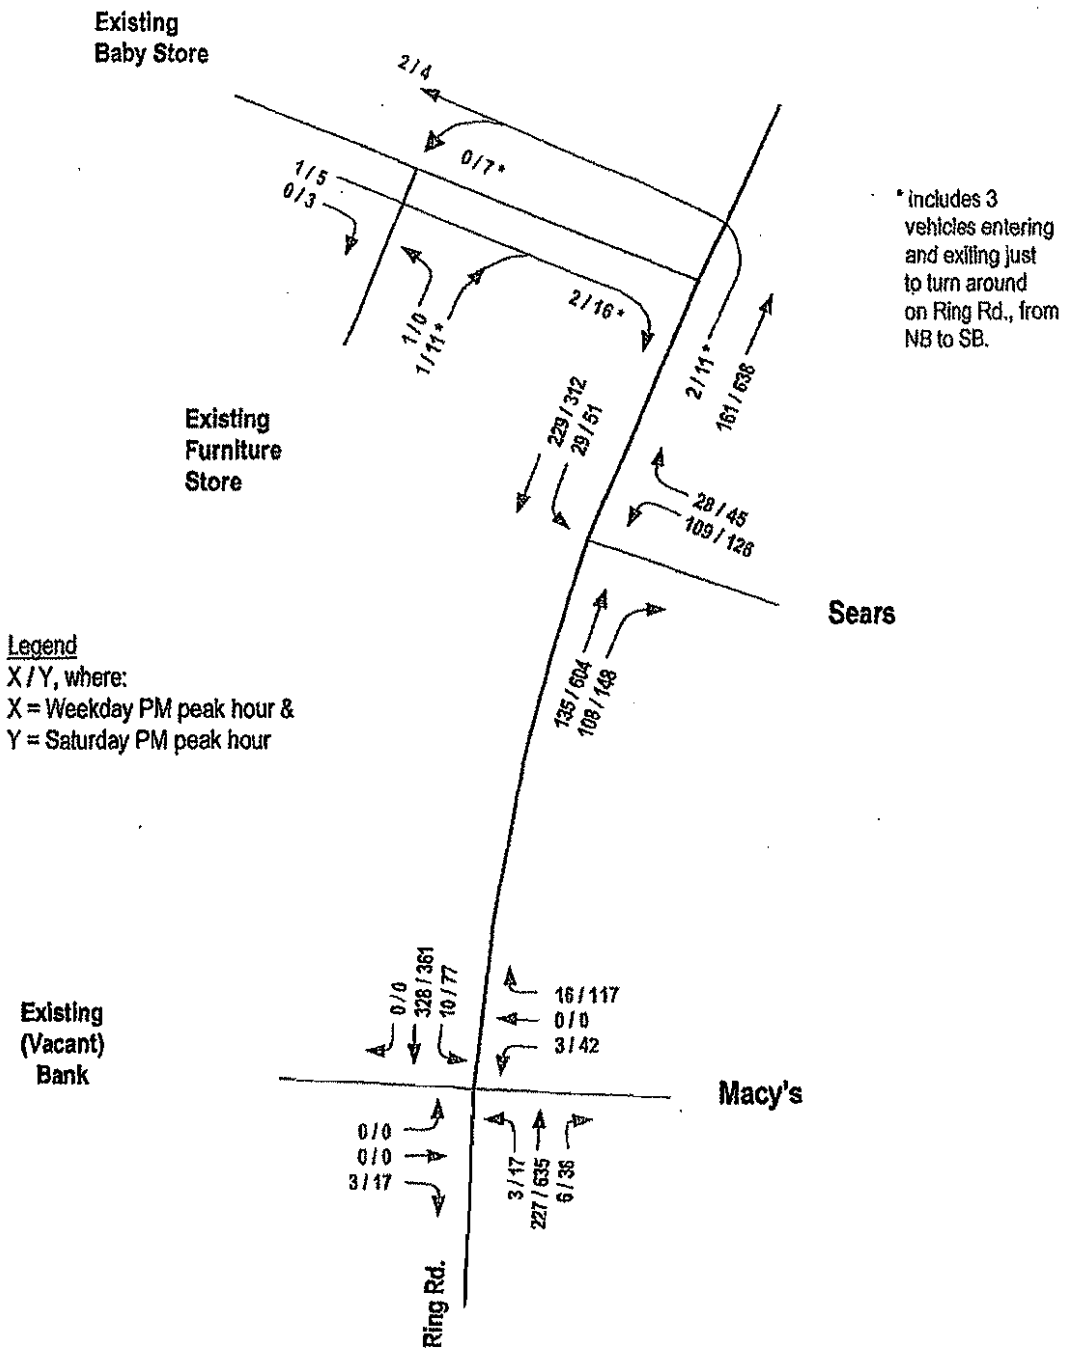 Existing
Baby Store
2 / 4
0 / 7 *
1 / 5
0 / 3
1 / 0
1 / 11 *
2 / 16 *
2 / 11 *
161 / 638
* includes 3
vehicles entering
and exiting just
to turn around
on Ring Rd., from
NB to SB.
Existing
Furniture
Store
229 / 312
29 / 51
28 / 45
109 / 126
Sears
135 / 604
108 / 148
Legend
X / Y, where:
X = Weekday PM peak hour &
Y = Saturday PM peak hour
Existing
(Vacant)
Bank
0 / 0
328 / 361
10 / 77
16 / 117
0 / 0
3 / 42
Macy's
0 / 0
0 / 0
3 / 17
3 / 17
227 / 635
6 / 36
Ring Rd.